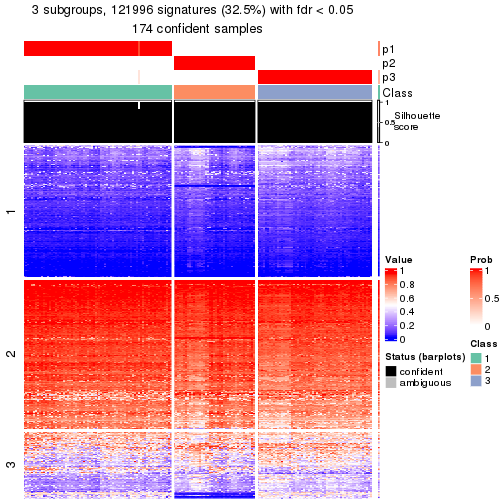 3 subgroups, 121996 signatures (32.5%) with fdr < 0.05
174 confident samples
p1
p2
p3
Class
1
0.5
0
Silhouette
score
1
2
3
Value
1
0.8
0.6
0.4
0.2
0
Prob
1
0.5
0
Status (barplots)
confident
ambiguous
Class
1
2
3